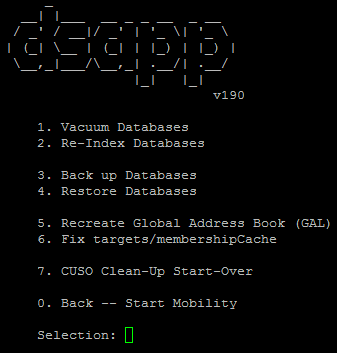 dsapp
v190
1. Vacuum Databases
2. Re-Index Databases
3. Back up Databases
4. Restore Databases
5. Recreate Global Address Book (GAL)
6. Fix targets/membershipCache
7. CUSO Clean-Up Start-Over
0. Back -- Start Mobility
Selection: